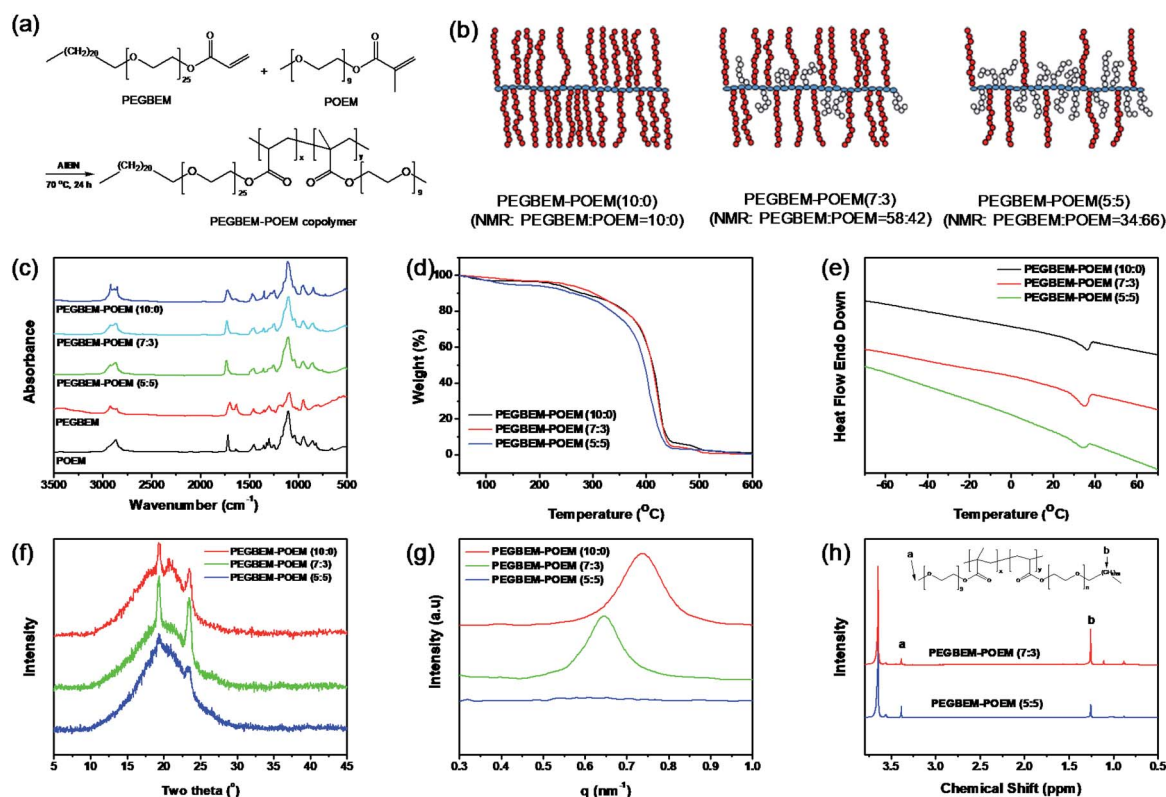 (a)
(CH2)20
O
O
25
O
+
O
O
9
O
O
PEGBEM
POEM
AIBN
70 °C, 24 h
(CH2)20
O
O
25
O
x
y
O
O
O
9
PEGBEM-POEM copolymer
(b)
PEGBEM-POEM(10:0)
(NMR: PEGBEM:POEM=10:0)
PEGBEM-POEM(7:3)
(NMR: PEGBEM:POEM=58:42)
PEGBEM-POEM(5:5)
(NMR: PEGBEM:POEM=34:66)
(c)
Absorbance
PEGBEM-POEM (10:0)
PEGBEM-POEM (7:3)
PEGBEM-POEM (5:5)
PEGBEM
POEM
3500 3000 2500 2000 1500 1000 500
Wavenumber (cm-1)
(d)
Weight (%)
100
80
60
40
20
0
PEGBEM-POEM (10:0)
PEGBEM-POEM (7:3)
PEGBEM-POEM (5:5)
100 200 300 400 500 600
Temperature (OC)
(e)
Heat Flow Endo Down
PEGBEM-POEM (10:0)
PEGBEM-POEM (7:3)
PEGBEM-POEM (5:5)
-60 -40 -20 0 20 40 60
Temperature (OC)
(f)
Intensity
PEGBEM-POEM (10:0)
PEGBEM-POEM (7:3)
PEGBEM-POEM (5:5)
5 10 15 20 25 30 35 40 45
Two theta (o)
(g)
Intensity (a.u)
PEGBEM-POEM (10:0)
PEGBEM-POEM (7:3)
PEGBEM-POEM (5:5)
0.3 0.4 0.5 0.6 0.7 0.8 0.9 1.0
q (nm-1)
(h)
Intensity
a
b
x
y
O
O
9
O
O
O
O
n
a
b
PEGBEM-POEM (7:3)
PEGBEM-POEM (5:5)
3.5 3.0 2.5 2.0 1.5 1.0
Chemical Shift (ppm)